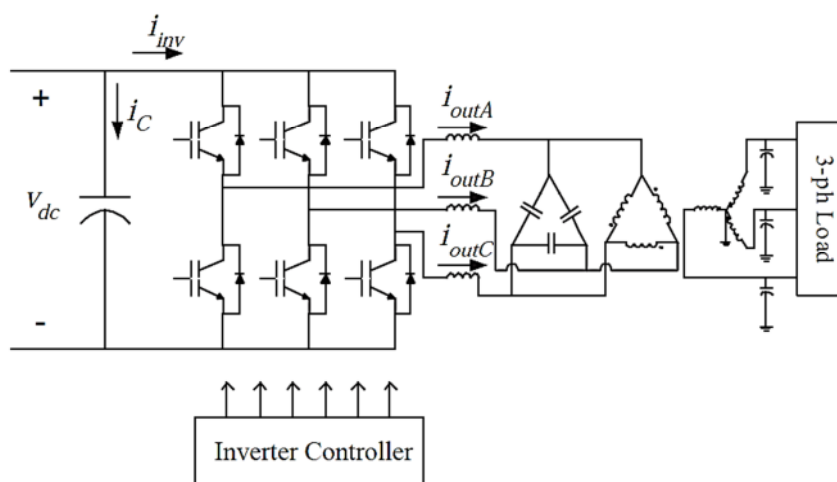 i_inv
+
i_C
v_dc
-
i_outA
i_outB
i_outC
3-ph Load
Inverter Controller